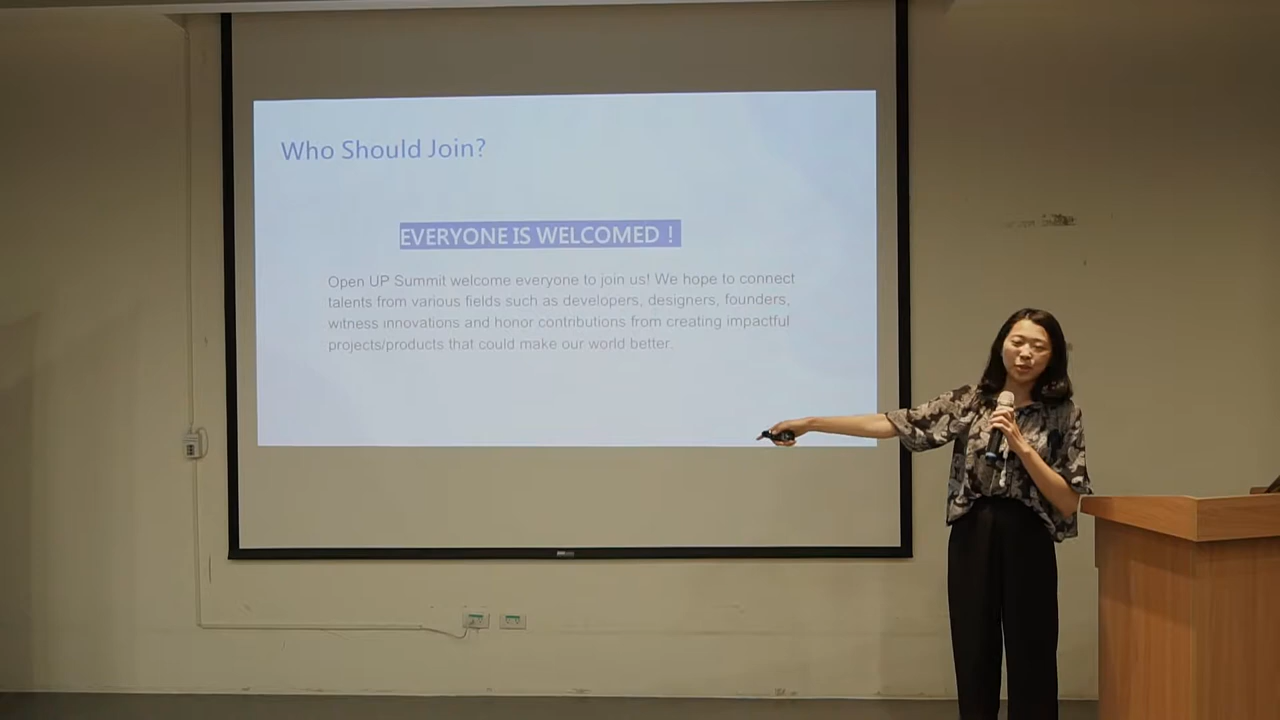 Who Should Join?
EVERYONE IS WELCOMED !
Open UP Summit welcome everyone to join us! We hope to connect
talents from various fields such as developers, designers, founders,
witness innovations and honor contributions from creating impactful
projects/products that could make our world better.